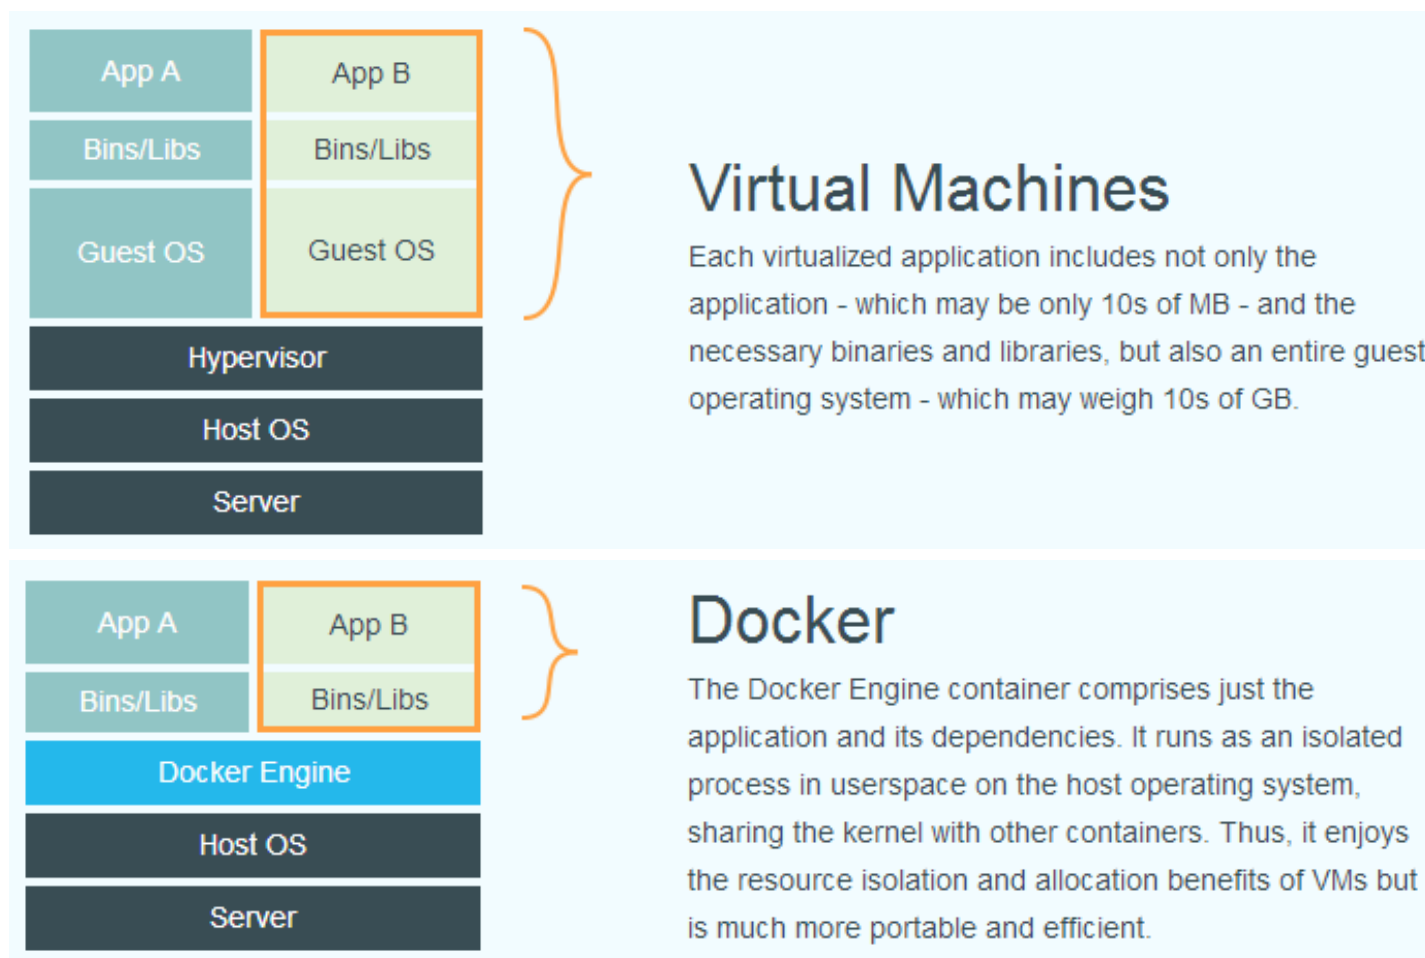 App A
App B
Bins/Libs
Bins/Libs
Guest OS
Guest OS
Hypervisor
Host OS
Server
Virtual Machines
Each virtualized application includes not only the
application - which may be only 10s of MB - and the
necessary binaries and libraries, but also an entire guest
operating system - which may weigh 10s of GB.
App A
App B
Bins/Libs
Bins/Libs
Docker Engine
Host OS
Server
Docker
The Docker Engine container comprises just the
application and its dependencies. It runs as an isolated
process in userspace on the host operating system,
sharing the kernel with other containers. Thus, it enjoys
the resource isolation and allocation benefits of VMs but
is much more portable and efficient.